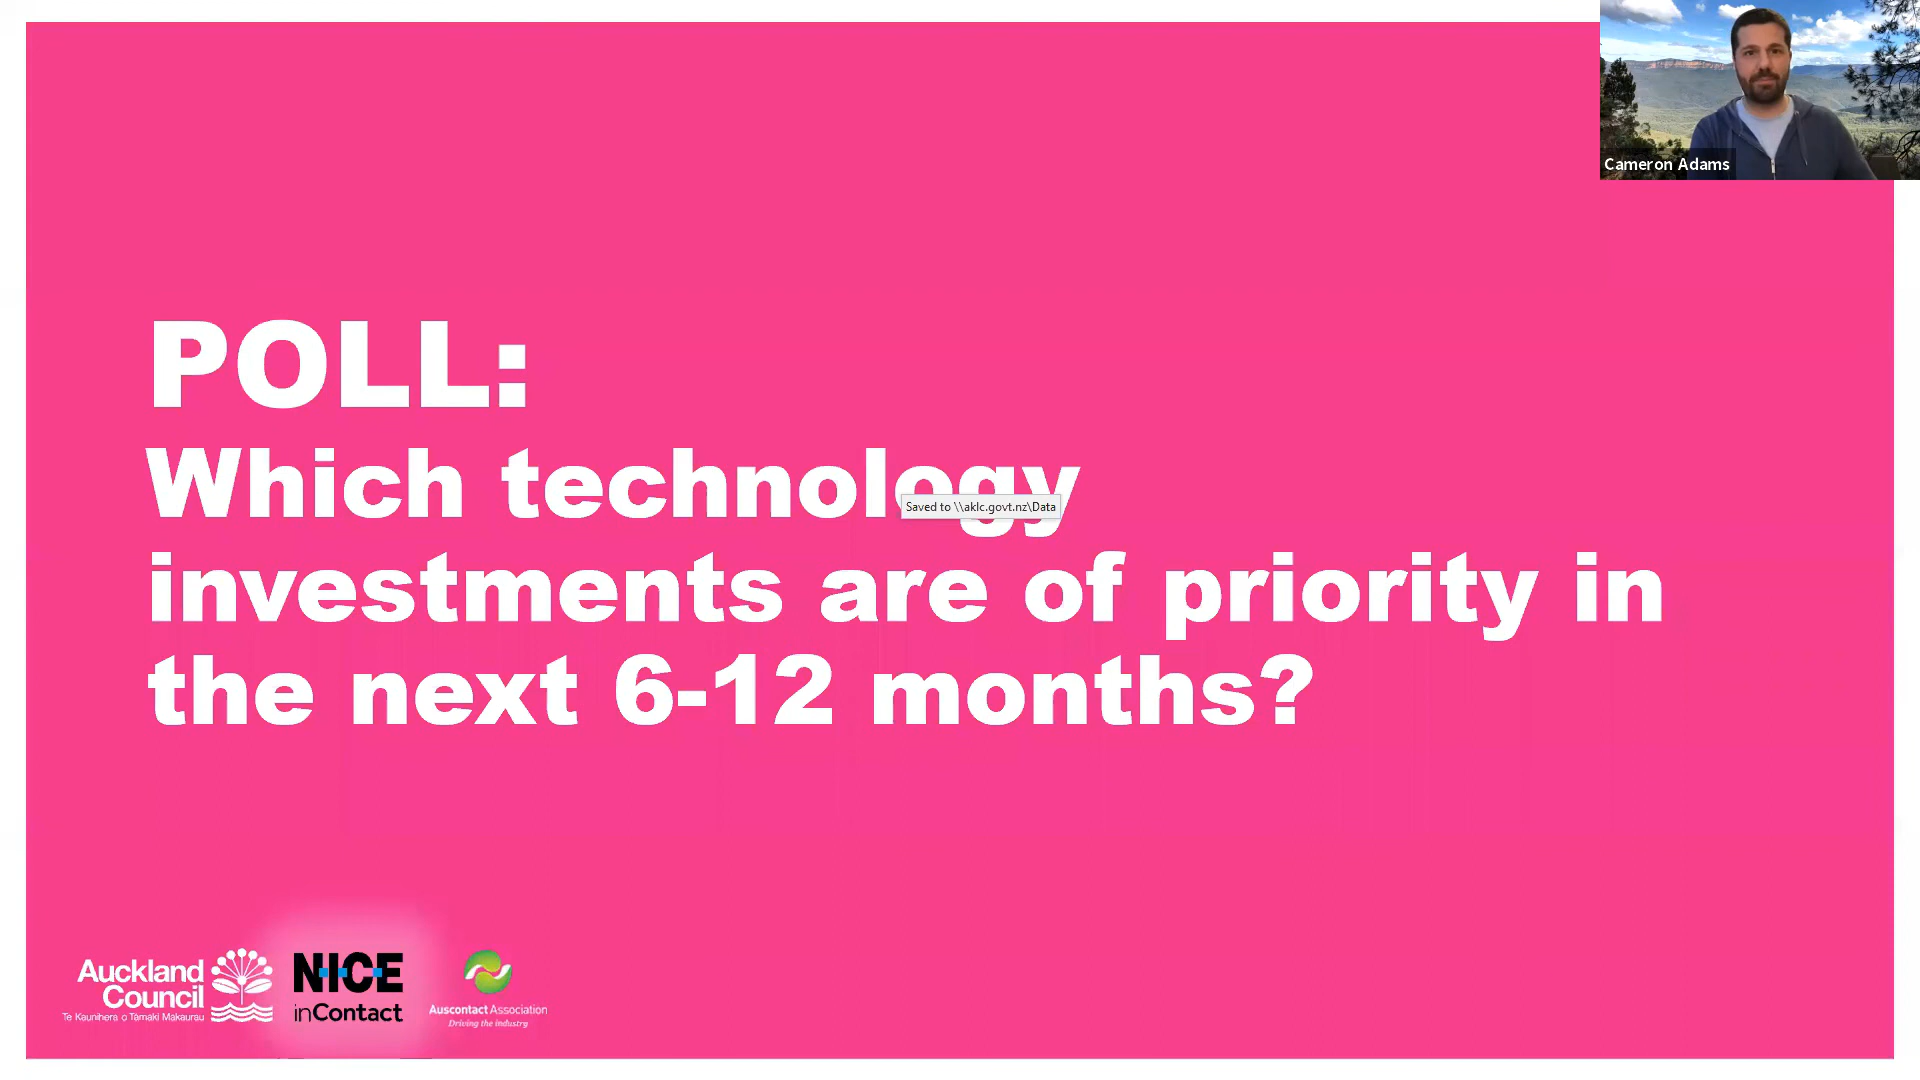 Cameron Adams
POLL:
Which technology
Saved to \\aklc.govt.nz\Data
investments are of priority in
the next 6-12 months?
Auckland
Council
Te Kaunihera o Tāmaki Makaurau
NICE
inContact
Auscontact Association
Driving the industry